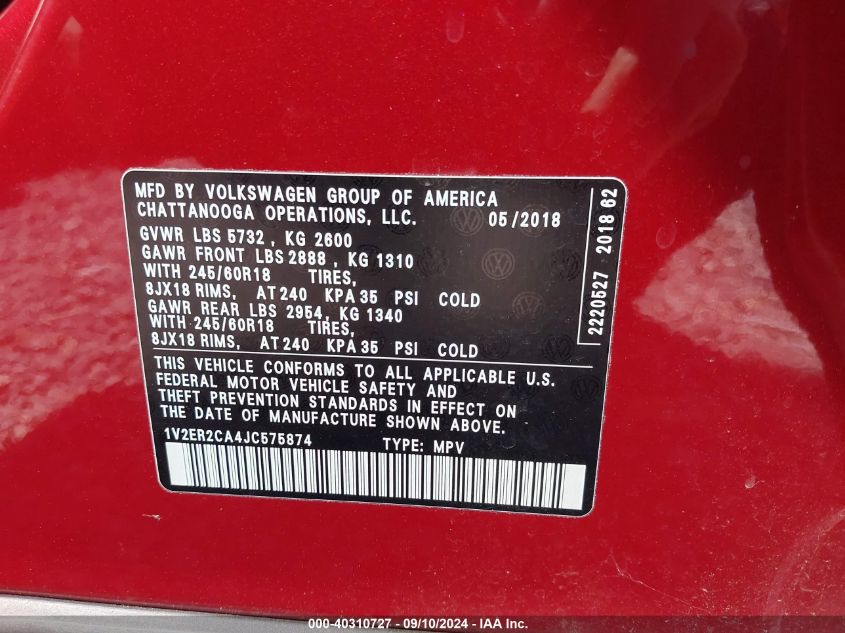 MFD BY VOLKSWAGEN GROUP OF AMERICA
CHATTANOOGA OPERATIONS, LLC. 05/2018
GVWR LBS 5732 , KG 2600
GAWR FRONT LBS 2888 , KG 1310
WITH 245/60R18 TIRES,
8JX18 RIMS, AT 240 KPA 35 PSI COLD
GAWR REAR LBS 2954, KG 1340
WITH 245/60R18 TIRES,
8JX18 RIMS, AT 240 KPA 35 PSI COLD
THIS VEHICLE CONFORMS TO ALL APPLICABLE U.S.
FEDERAL MOTOR VEHICLE SAFETY AND
THEFT PREVENTION STANDARDS IN EFFECT ON
THE DATE OF MANUFACTURE SHOWN ABOVE.
1V2ER2CA4JC575874 TYPE: MPV
2220527 2018 62
000-40310727 - 09/10/2024 - IAA Inc.